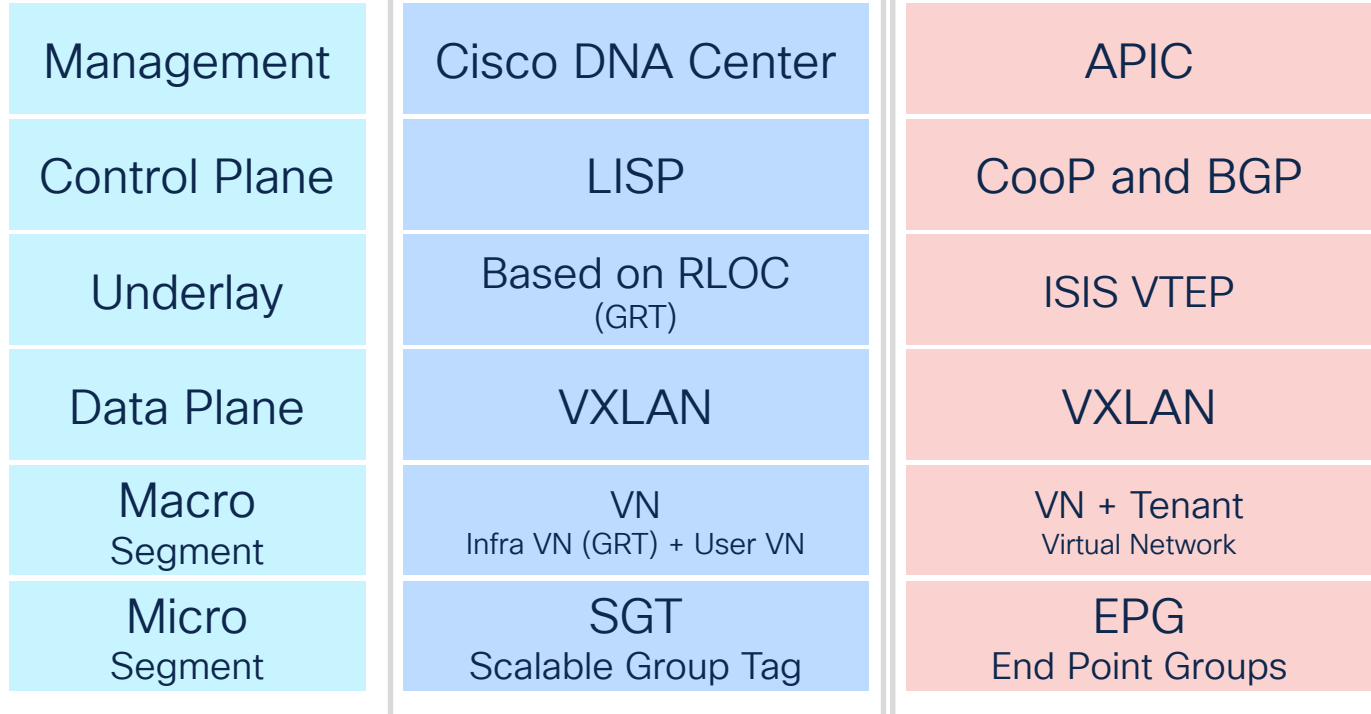 Management
Cisco DNA Center
APIC
Control Plane
LISP
CooP and BGP
Underlay
Based on RLOC
(GRT)
ISIS VTEP
Data Plane
VXLAN
VXLAN
Macro
Segment
VN
Infra VN (GRT) + User VN
VN + Tenant
Virtual Network
Micro
Segment
SGT
Scalable Group Tag
EPG
End Point Groups